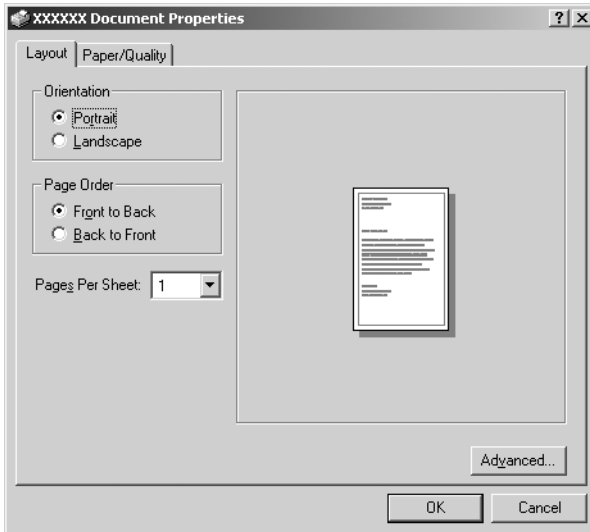 XXXXXX Document Properties
Layout
Paper/Quality
Orientation
Portrait
Landscape
Page Order
Front to Back
Back to Front
Pages Per Sheet: 1
Advanced...
OK
Cancel